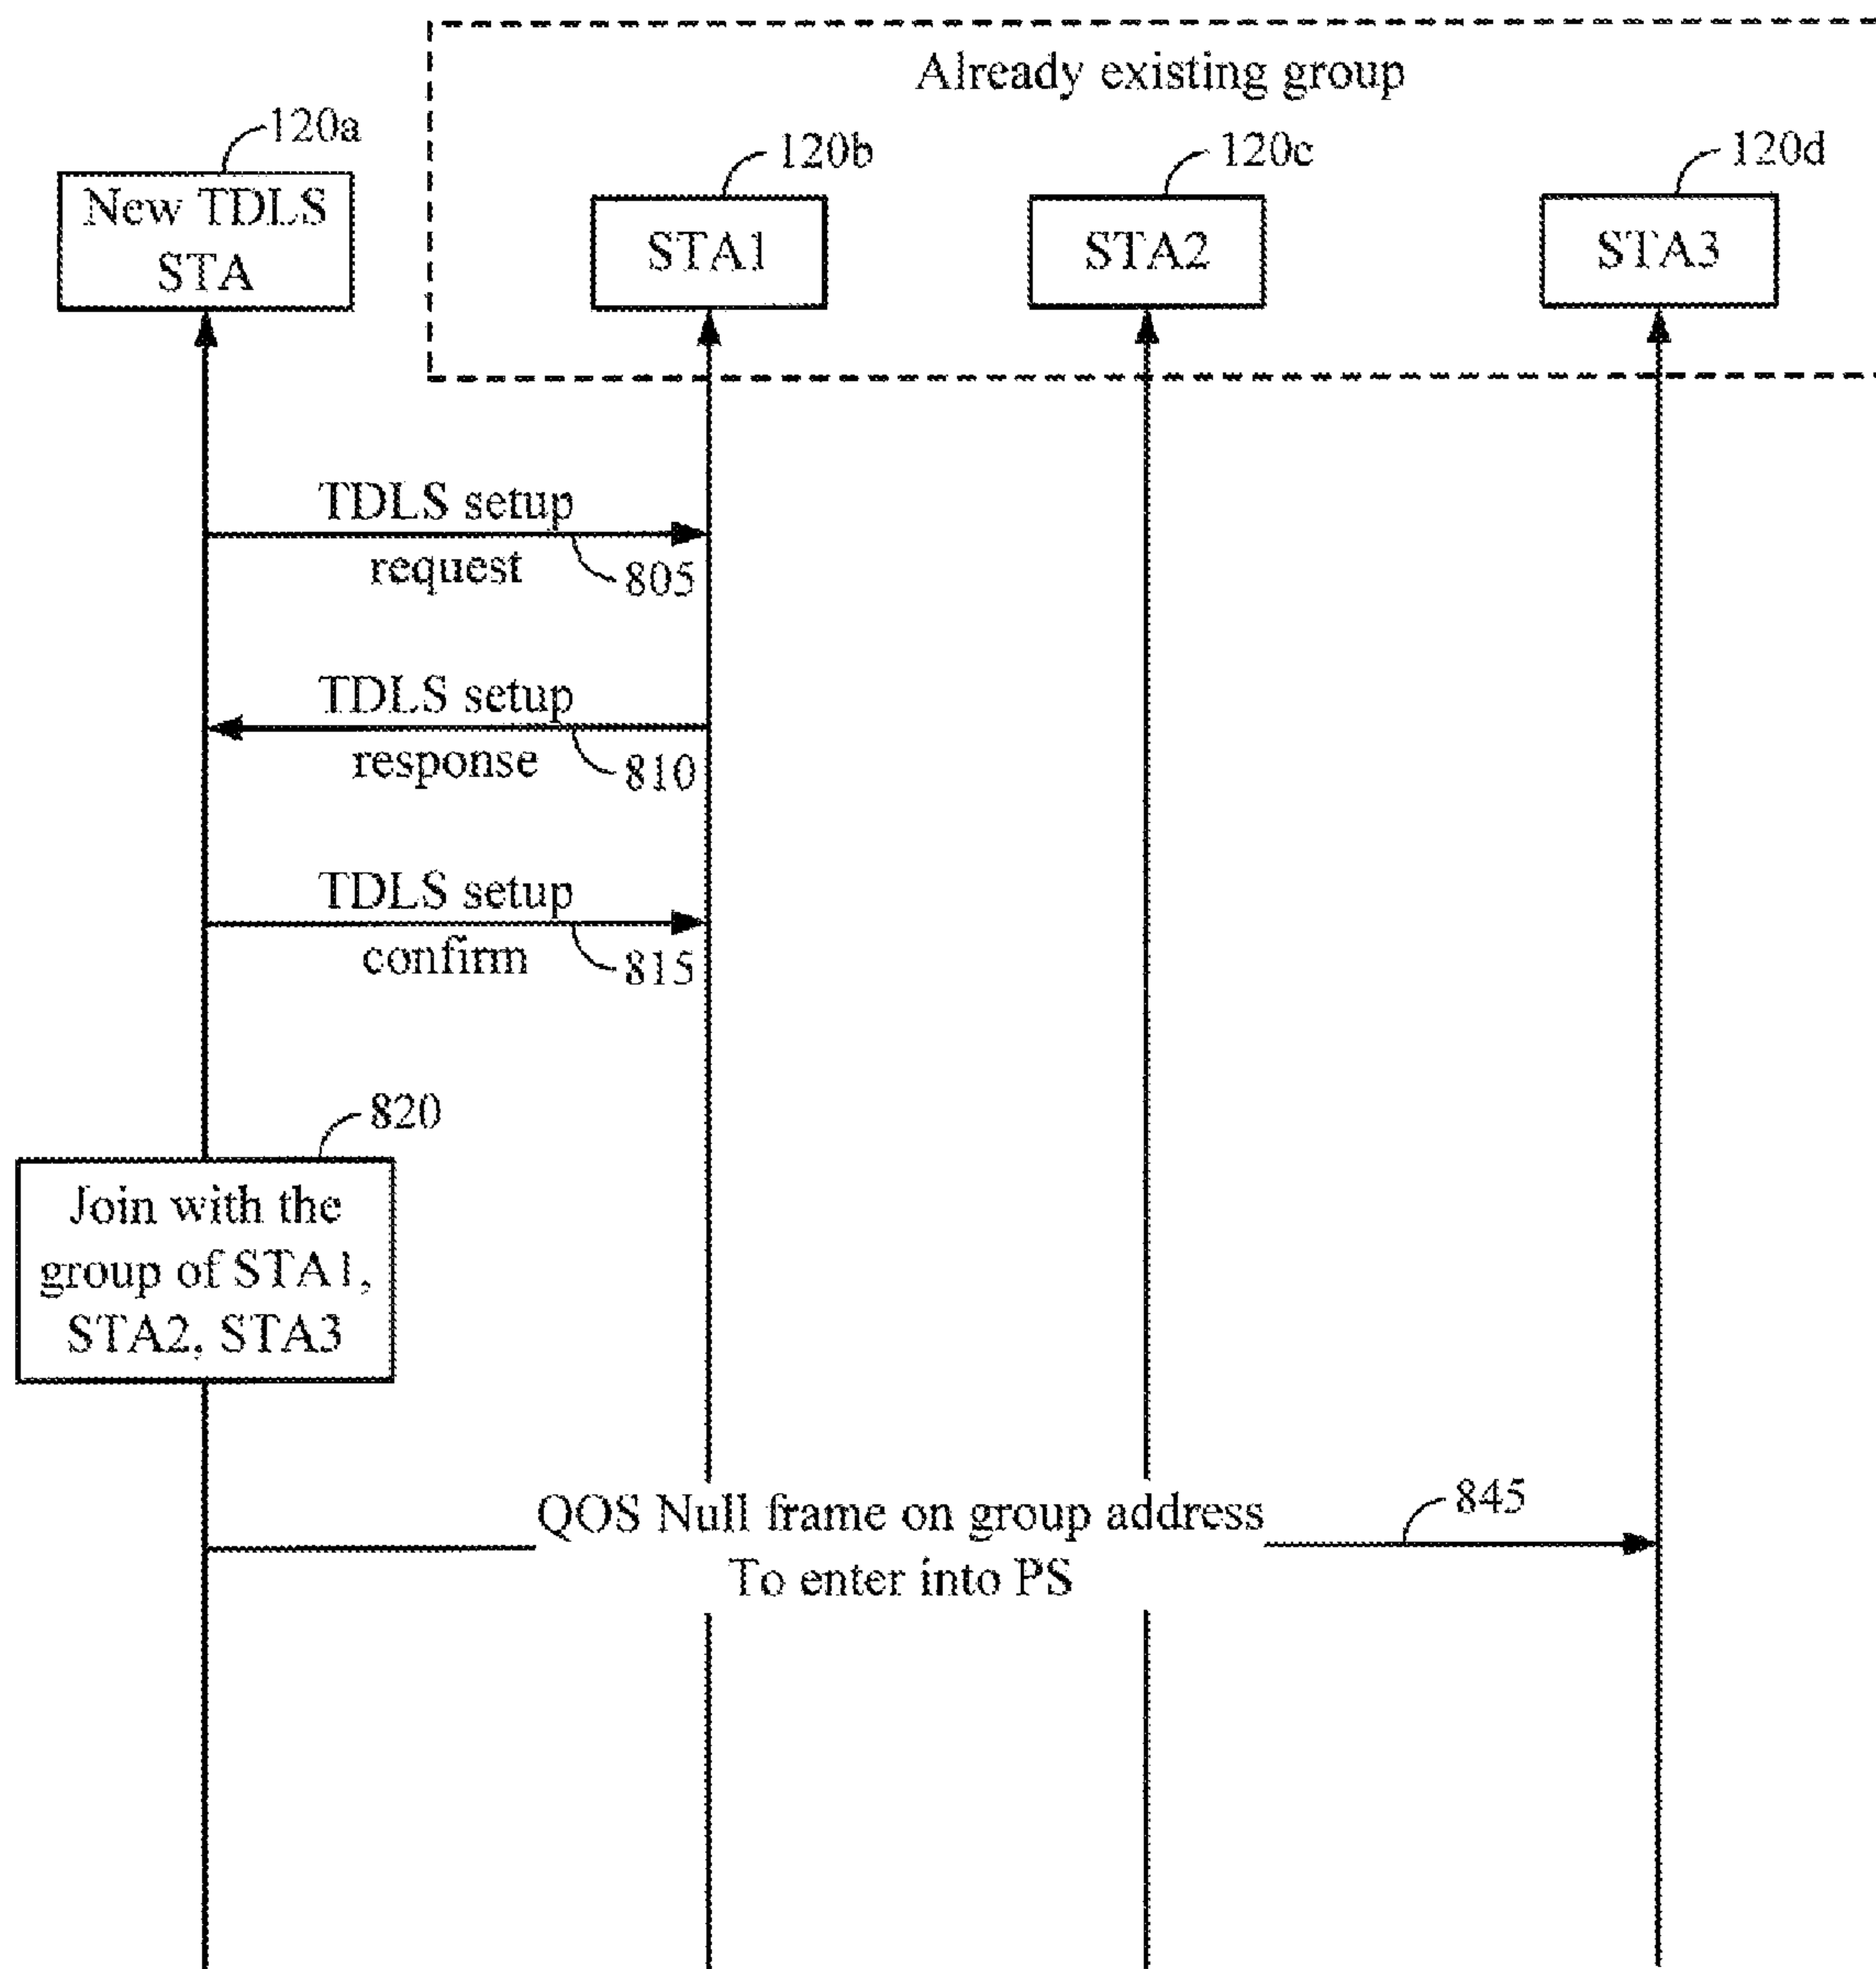 Already existing group
120a
120b
120c
120d
New TDLS
STA
STA1
STA2
STA3
TDLS setup
request
805
TDLS setup
response
810
TDLS setup
confirm
815
820
Join with the
group of STA1,
STA2, STA3
QOS Null frame on group address
To enter into PS
845